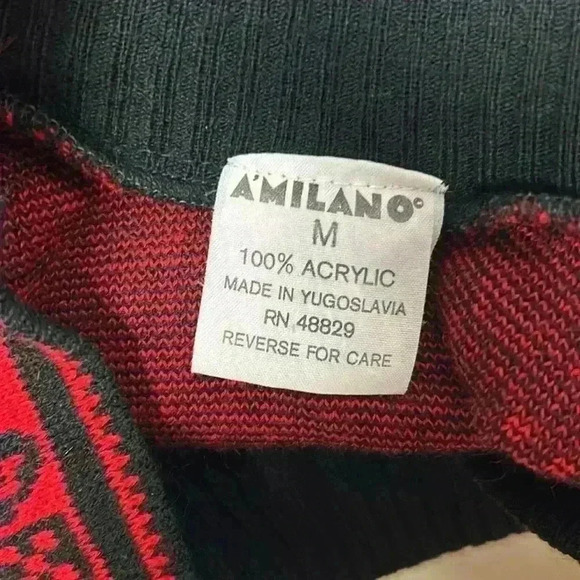 A'MILANO©
M
100% ACRYLIC
MADE IN YUGOSLAVIA
RN 48829
REVERSE FOR CARE